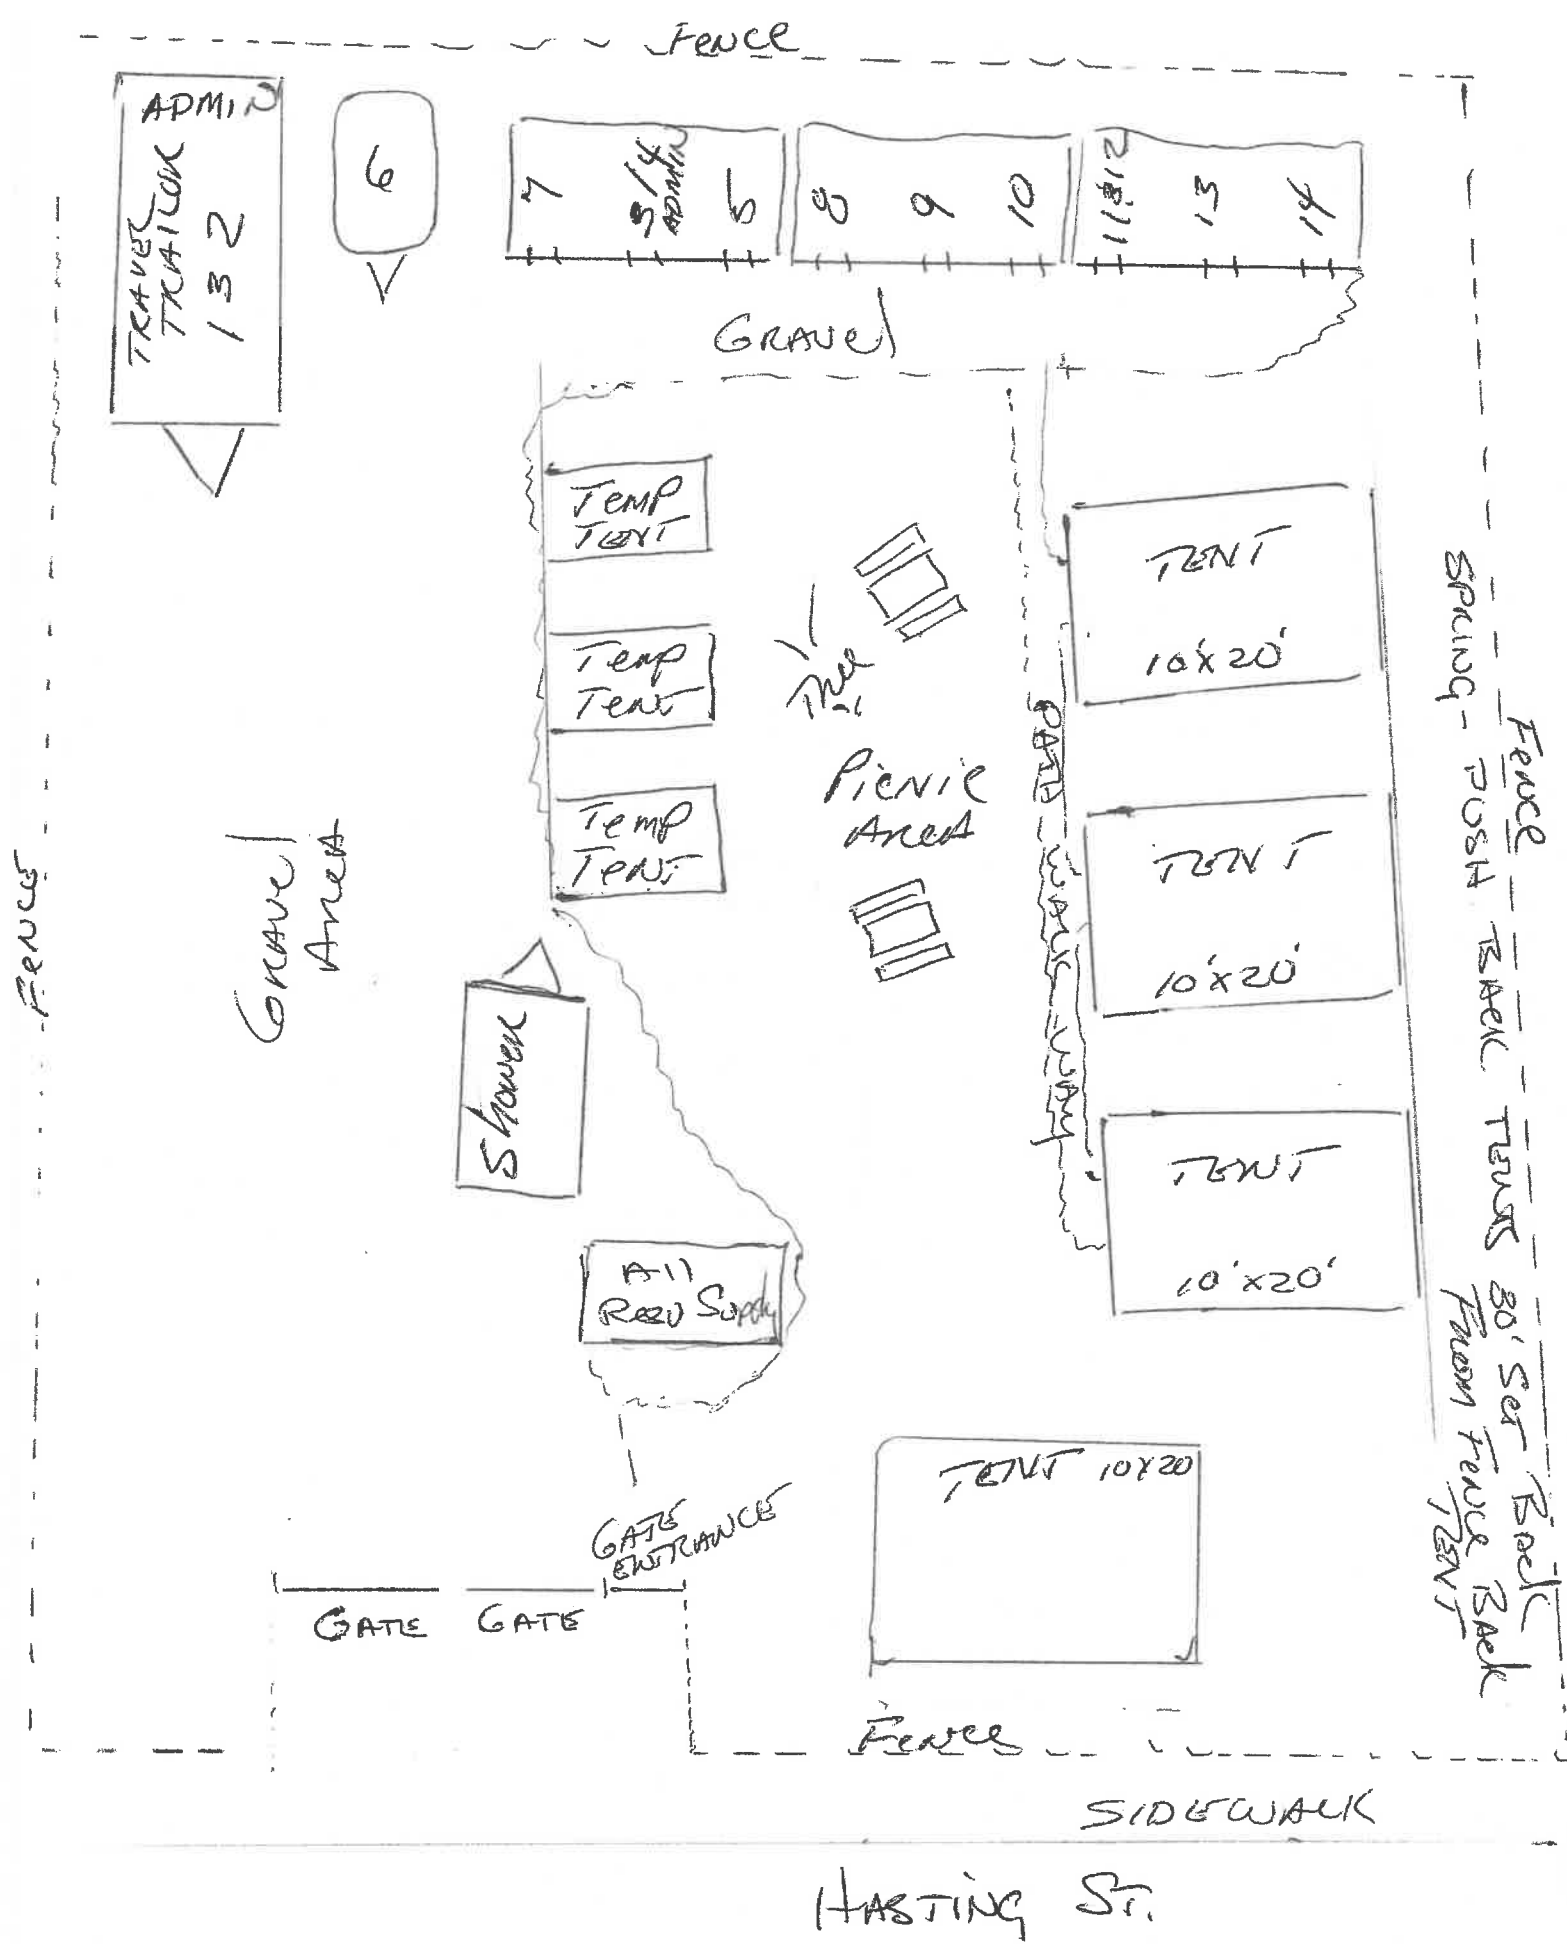 Fence
ADMIN
TRAVEL
TRAILOR
1 3 2
6
7
3/4
ADMIN
5
8
9
10
11&12
13
14
Gravel
Temp
TENT
Temp
TENT
Temp
TENT
Tree
Picnic
Area
PATH WALK-WAY
TENT
10'x20'
TENT
10'x20'
TENT
10'x20'
Fence
SPRING - PUSH BACK TENTS 30' Set Back
From Fence Back
TENT
Fence
Gravel
Area
Shower
All
Supply
TENT 10x20
GATE
ENTRANCE
GATE
GATE
Fence
SIDEWALK
HASTING ST.